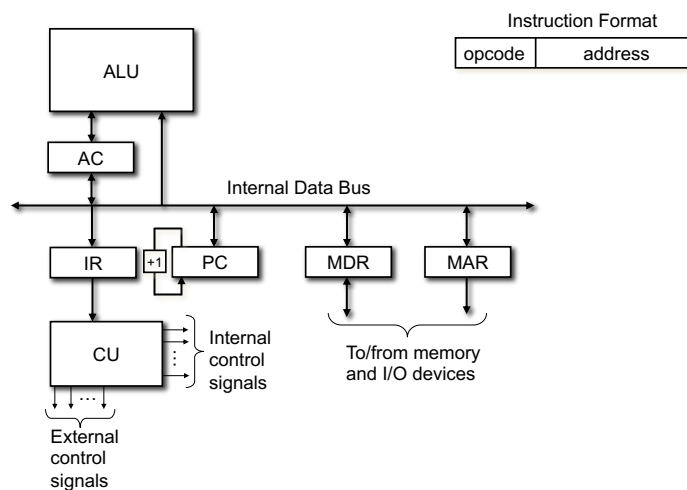 Instruction Format
opcode address
ALU
AC
Internal Data Bus
IR
+1
PC
MDR
MAR
CU
...
Internal
control
signals
To/from memory
and I/O devices
...
External
control
signals